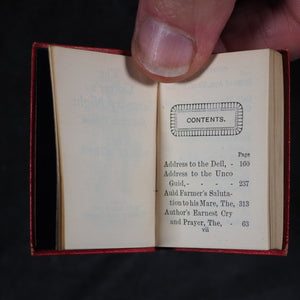 CONTENTS.
Page
Address to the Deil, - 160
Address to the Unco
Guid, - - - - 237
Auld Farmer's Saluta-
tion to his Mare, The, 313
Author's Earnest Cry
and Prayer, The, - 63
vii